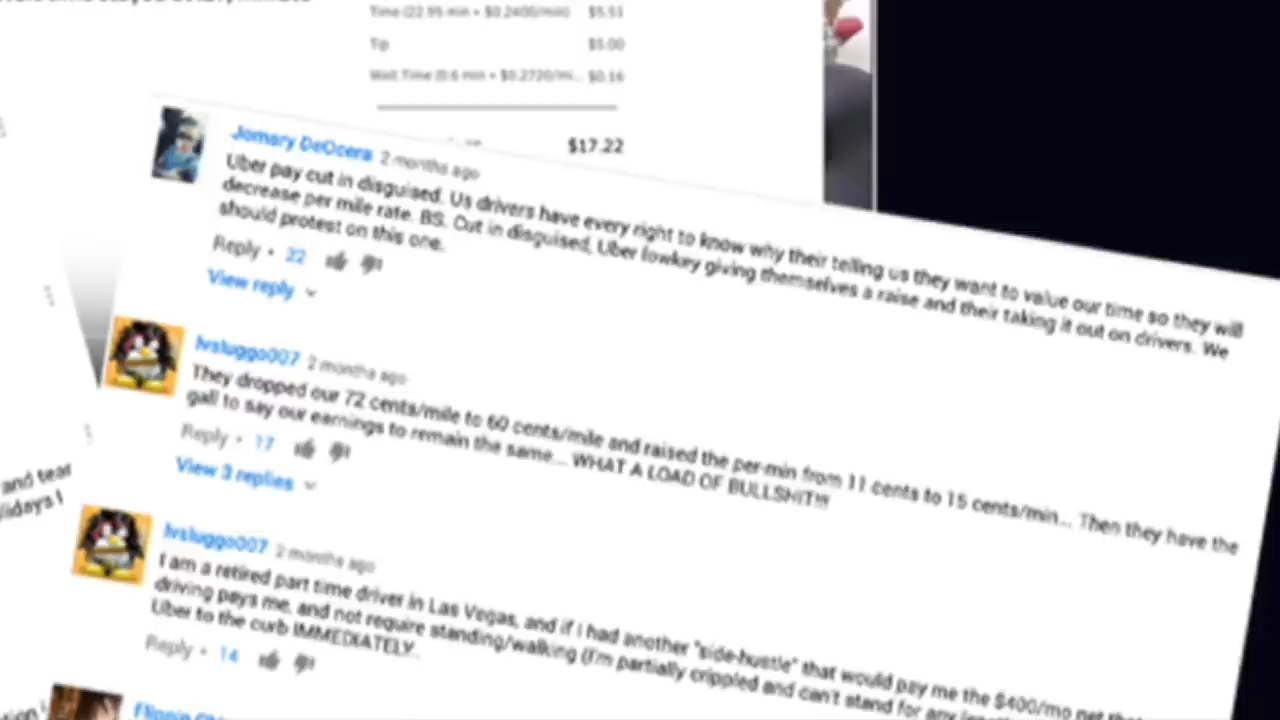 Time (22.95 min × $0.2400/min) $5.51
Tip $5.00
Wait Time (0.6 min × $0.2720/mi... $0.16
$17.22
Jomary DeOcera 2 months ago
Uber pay cut in disguised. Us drivers have every right to know why their telling us they want to value our time so they will
decrease per mile rate. BS. Cut in disguised, Uber lowkey giving themselves a raise and their taking it out on drivers. We
should protest on this one.
Reply • 22
View reply
lvsluggo007 2 months ago
They dropped our 72 cents/mile to 60 cents/mile and raised the per-min from 11 cents to 15 cents/min... Then they have the
gall to say our earnings to remain the same... WHAT A LOAD OF BULLSHIT!!!
Reply • 17
View 3 replies
lvsluggo007 2 months ago
I am a retired part time driver in Las Vegas, and if I had another "side-hustle" that would pay me the $400/mo net that
driving pays me, and not require standing/walking (I'm partially crippled and can't stand for any
Uber to the curb IMMEDIATELY..
Reply • 14
and tear